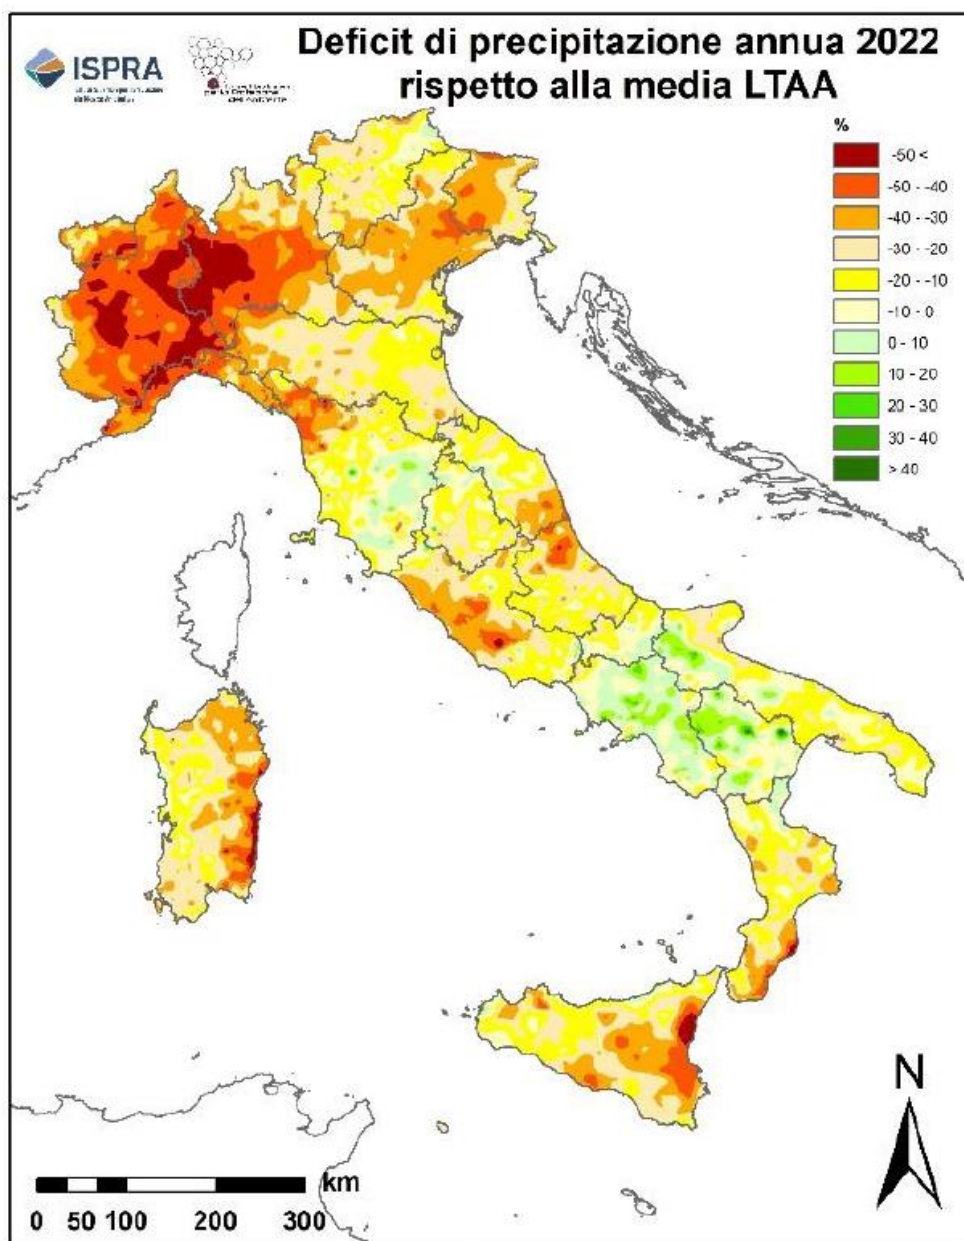 Deficit di precipitazione annua 2022
rispetto alla media LTAA
ISPRA
%
-50 <
-50 - -40
-40 - -30
-30 - -20
-20 - -10
-10 - 0
0 - 10
10 - 20
20 - 30
30 - 40
> 40
N
km
0 50 100 200 300